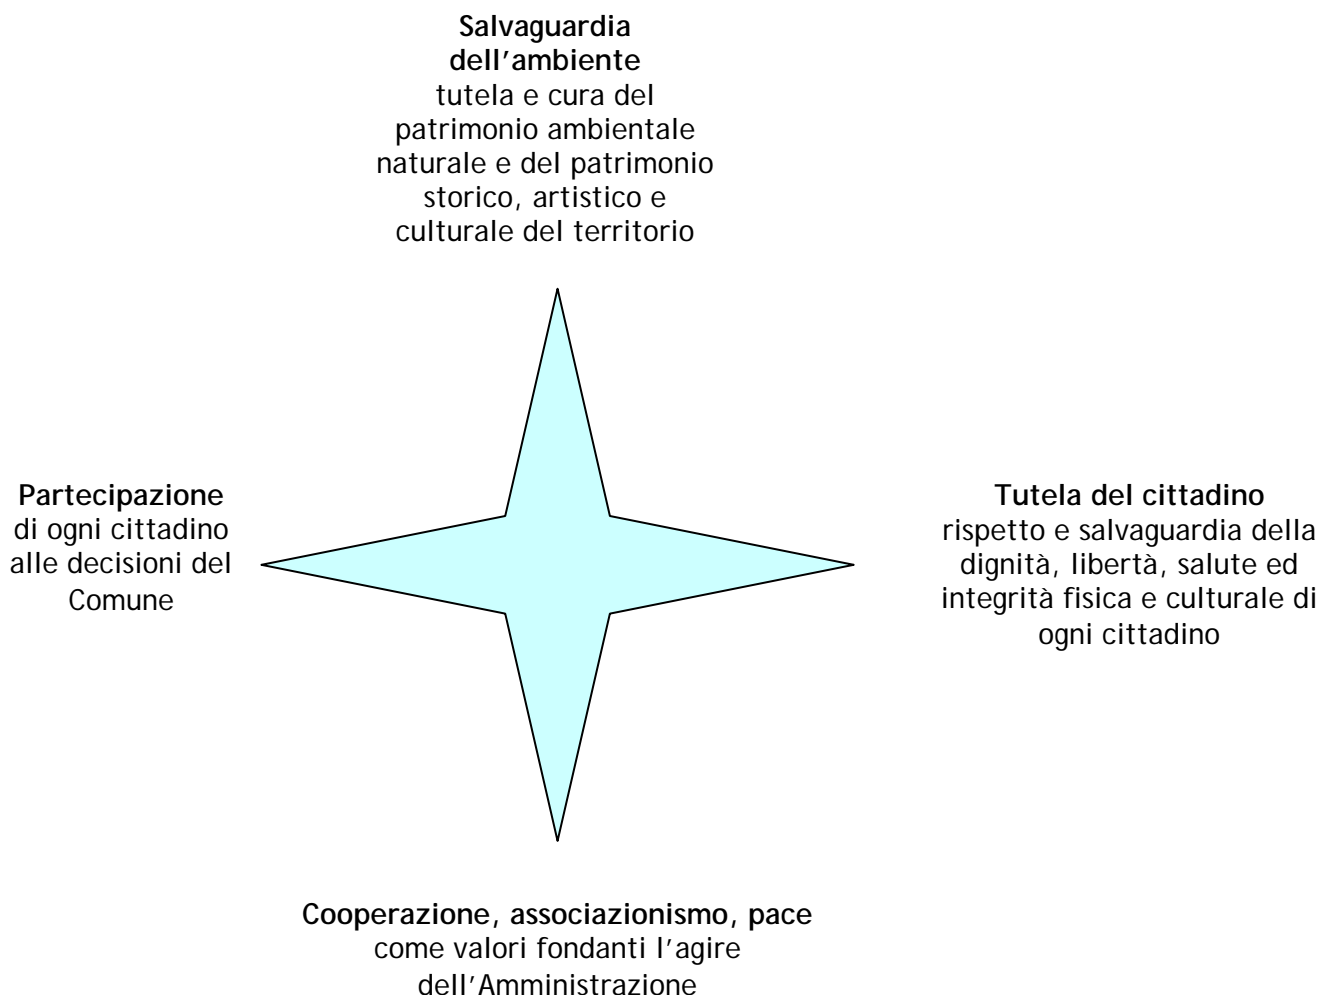 Salvaguardia
dell'ambiente
tutela e cura del
patrimonio ambientale
naturale e del patrimonio
storico, artistico e
culturale del territorio
Partecipazione
di ogni cittadino
alle decisioni del
Comune
Tutela del cittadino
rispetto e salvaguardia della
dignità, libertà, salute ed
integrità fisica e culturale di
ogni cittadino
Cooperazione, associazionismo, pace
come valori fondanti l'agire
dell'Amministrazione